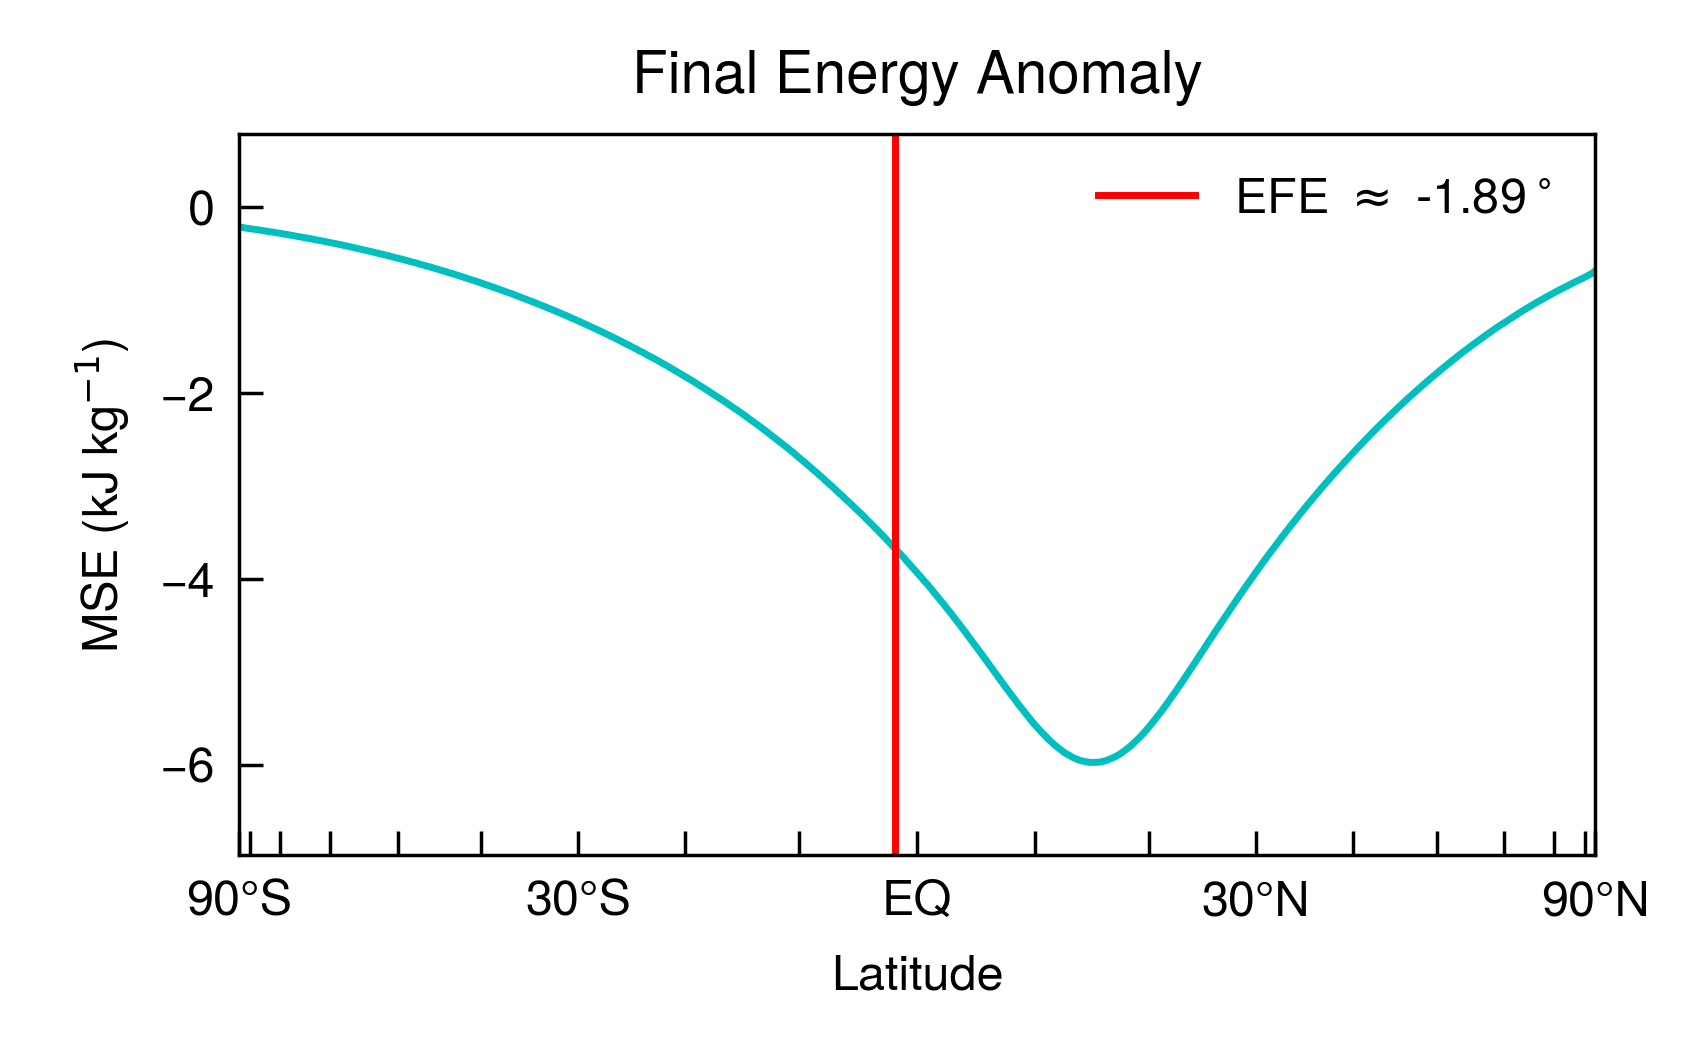 Final Energy Anomaly
EFE ≈ -1.89°
0
−2
−4
−6
MSE (kJ kg⁻¹)
90°S 30°S EQ 30°N 90°N
Latitude